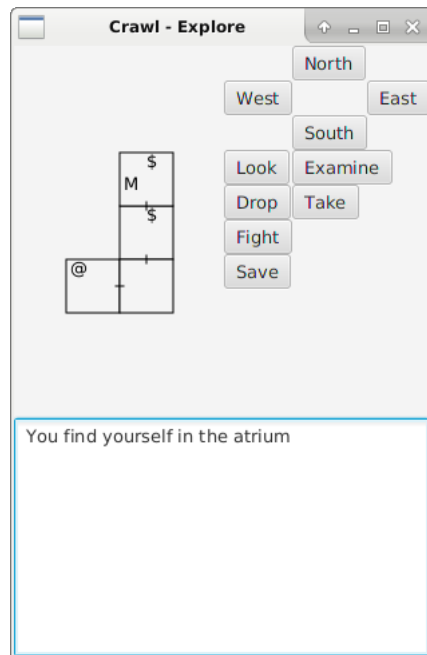 Crawl - Explore
North
West East
South
Look Examine
Drop Take
Fight
Save
$
M
$
@
You find yourself in the atrium